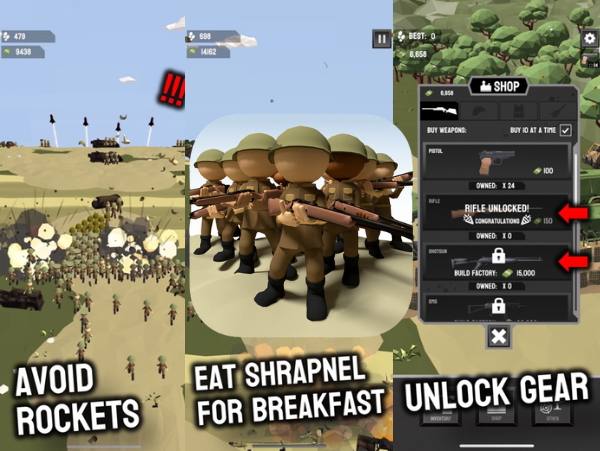 479
9438
!!!
AVOID
ROCKETS
698
14162
EAT SHRAPNEL
FOR BREAKFAST
BEST: 0
6,658
SHOP
6,658
BUY WEAPONS:
BUY 10 AT A TIME
PISTOL
100
OWNED: X 24
RIFLE
RIFLE UNLOCKED!
CONGRATULATIONS
150
OWNED: X 0
SHOTGUN
BUILD FACTORY: 15,000
OWNED: X 0
SMG
UNLOCK GEAR
INVENTORY
SHOP
OTHER